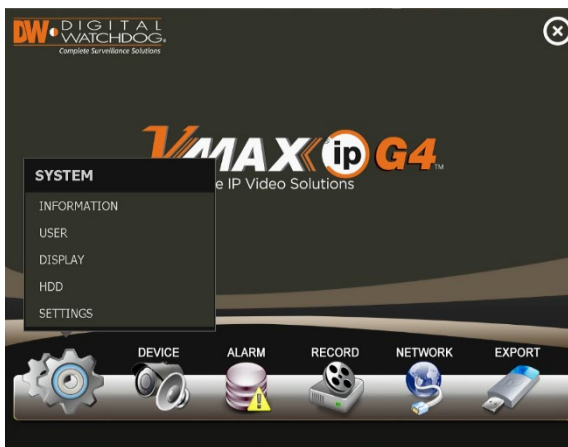 DW DIGITAL
WATCHDOG®
Complete Surveillance Solutions
VMAX ip G4™
e IP Video Solutions
SYSTEM
INFORMATION
USER
DISPLAY
HDD
SETTINGS
DEVICE
ALARM
RECORD
NETWORK
EXPORT